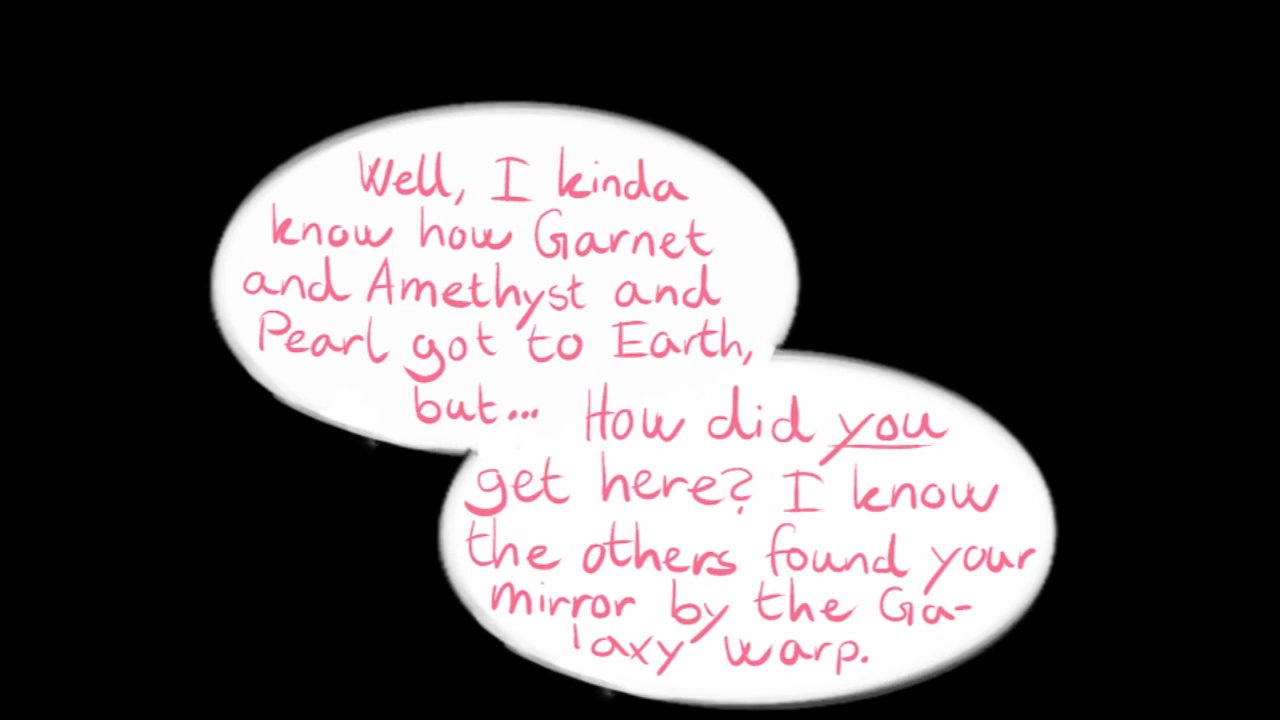 Well, I kinda
know how Garnet
and Amethyst and
Pearl got to Earth,
but...
How did you
get here? I know
the others found your
mirror by the Ga-
laxy warp.